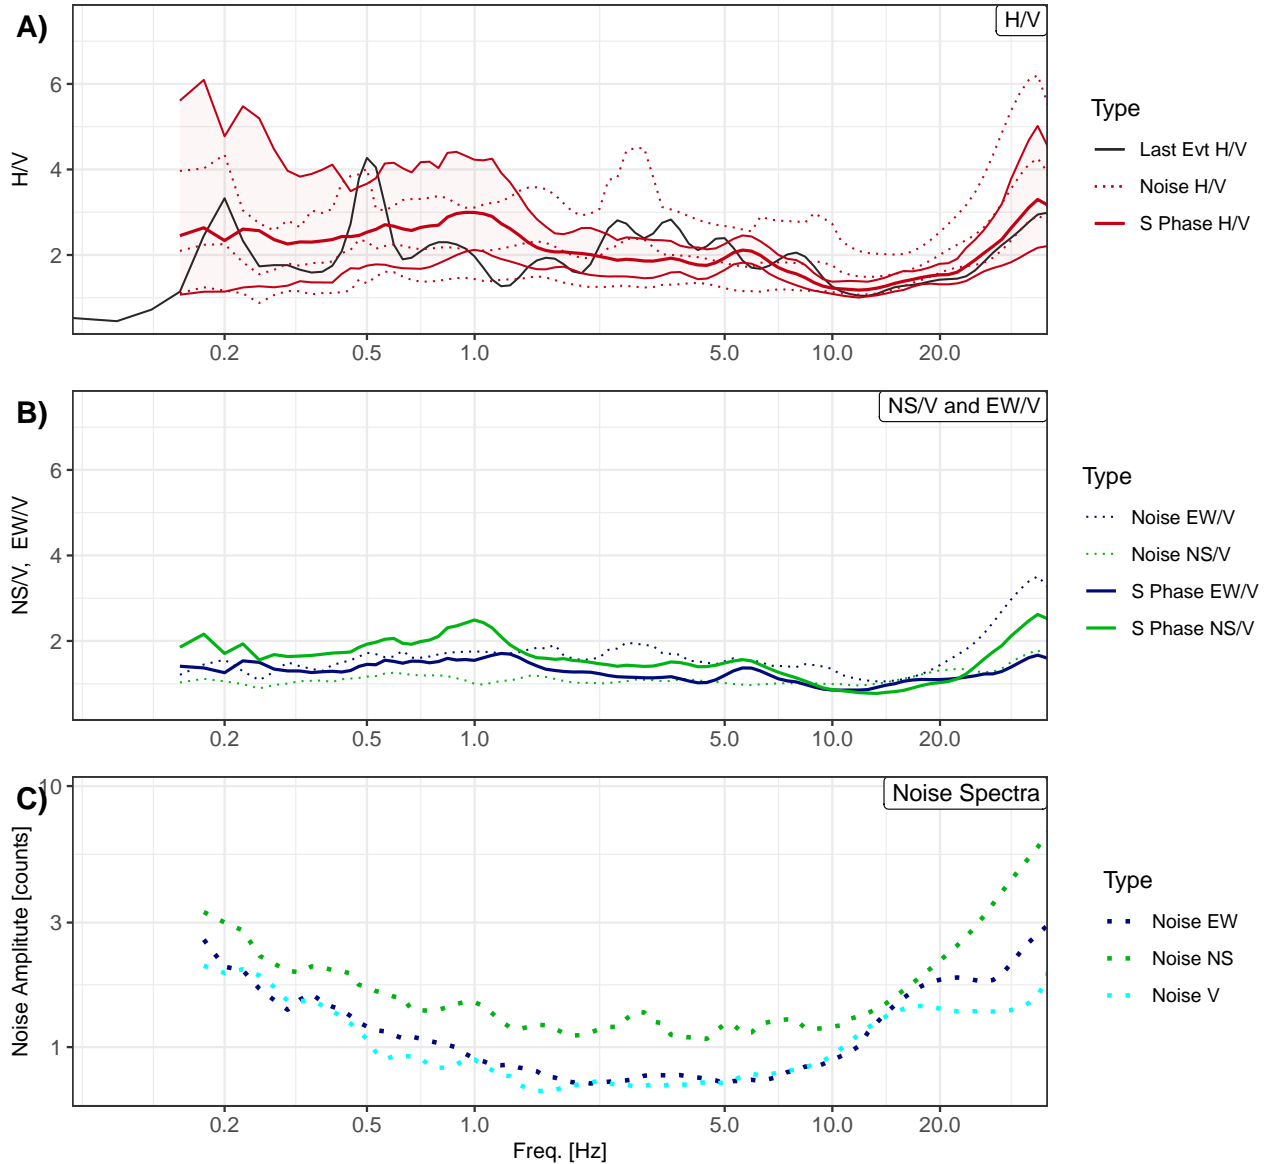 A)
H/V
H/V
6
4
2
0.2 0.5 1.0 5.0 10.0 20.0
Type
Last Evt H/V
Noise H/V
S Phase H/V
B)
NS/V and EW/V
NS/V, EW/V
6
4
2
0.2 0.5 1.0 5.0 10.0 20.0
Type
Noise EW/V
Noise NS/V
S Phase EW/V
S Phase NS/V
C)
Noise Spectra
Noise Amplitute [counts]
10
3
1
0.2 0.5 1.0 5.0 10.0 20.0
Freq. [Hz]
Type
Noise EW
Noise NS
Noise V